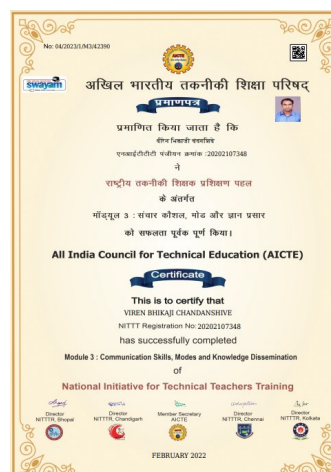 No: 04/2023/1/M3/42390
AICTE
swayam
अखिल भारतीय तकनीकी शिक्षा परिषद्
प्रमाणपत्र
प्रमाणित किया जाता है कि
एनआईटीटीटी पंजीयन क्रमांक :20202107348
ने
राष्ट्रीय तकनीकी शिक्षक प्रशिक्षण पहल
के अंतर्गत
मॉड्यूल 3 : संचार कौशल, मोड और ज्ञान प्रसार
को सफलता पूर्वक पूर्ण किया।
All India Council for Technical Education (AICTE)
Certificate
This is to certify that
VIREN BHIKAJI CHANDANSHIVE
NITTT Registration No: 20202107348
has successfully completed
Module 3 : Communication Skills, Modes and Knowledge Dissemination
of
National Initiative for Technical Teachers Training
Director
NITTTR, Bhopal
Director
NITTTR, Chandigarh
Member Secretary
AICTE
Director
NITTTR, Chennai
Director
NITTTR, Kolkata
FEBRUARY 2022